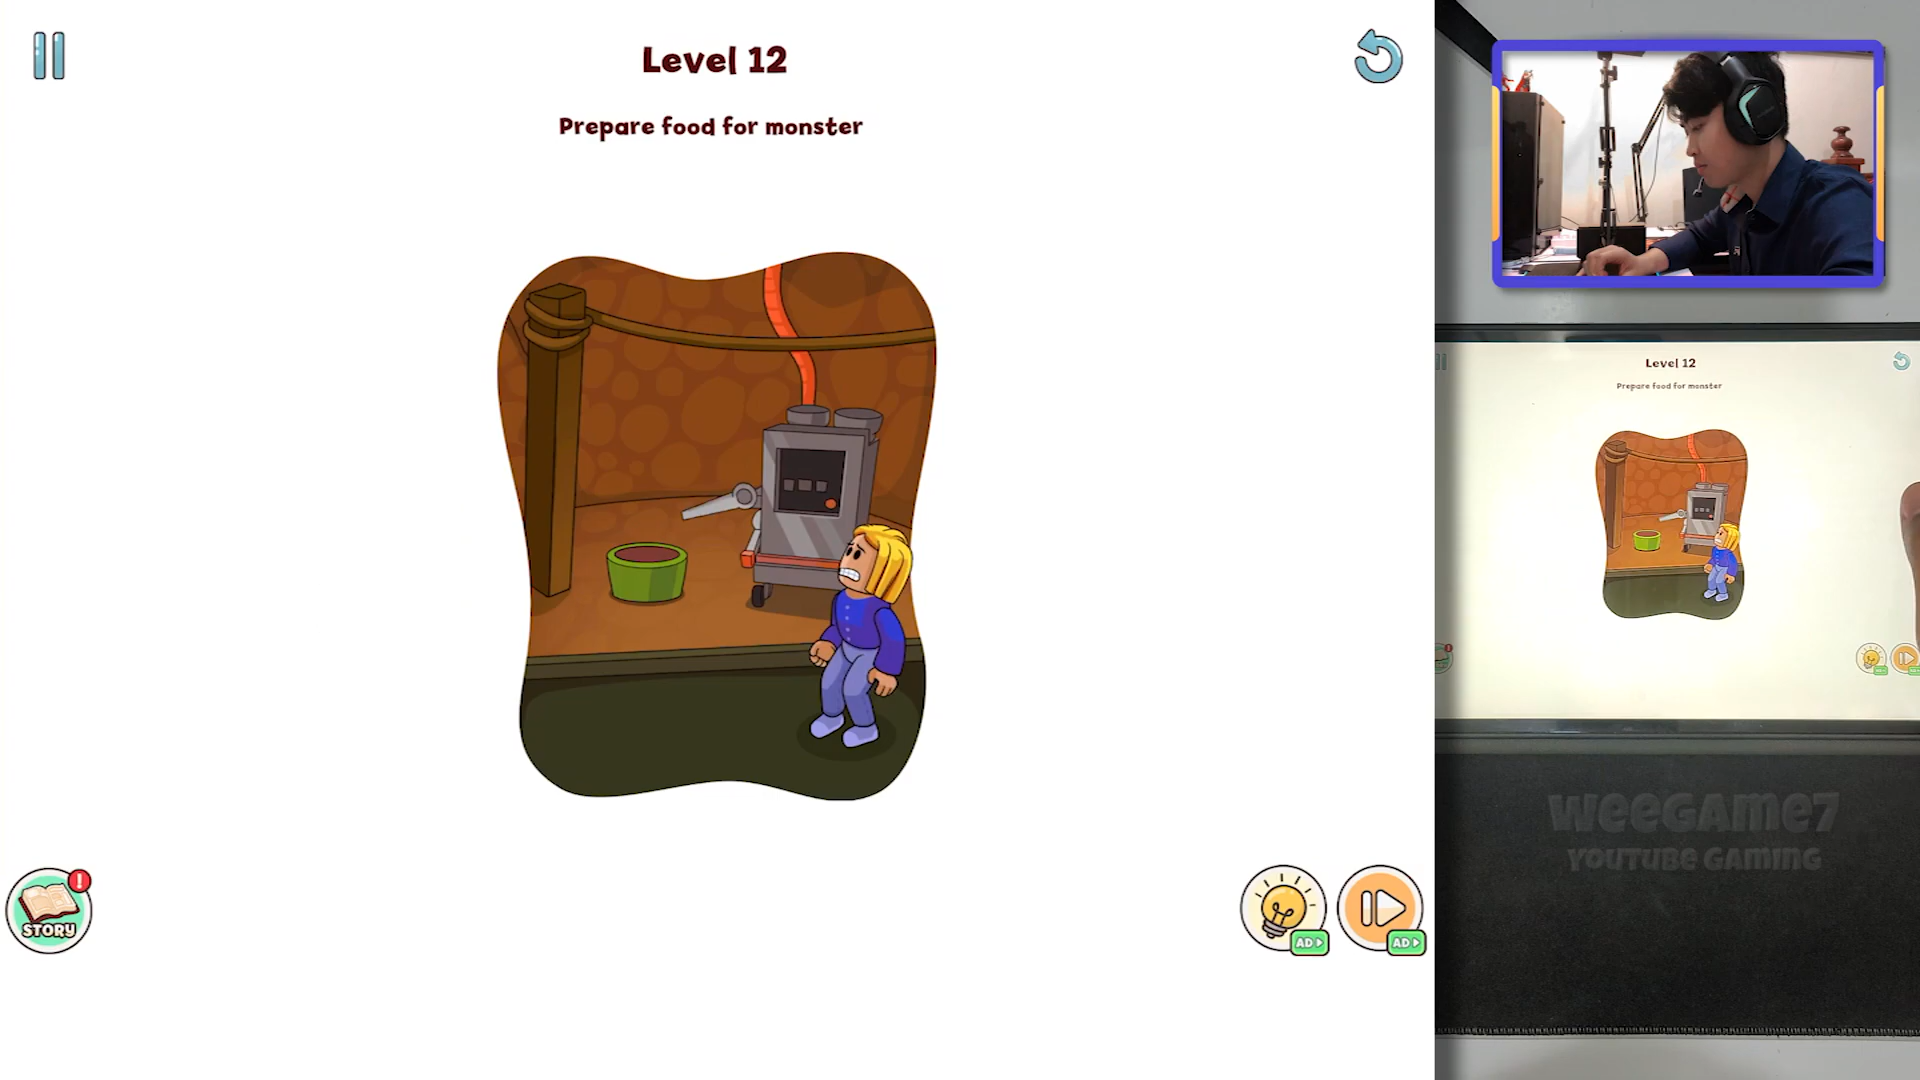 Level 12
Prepare food for monster
STORY
!
AD
AD
Level 12
Prepare food for monster
WEEGAME7
YOUTUBE GAMING